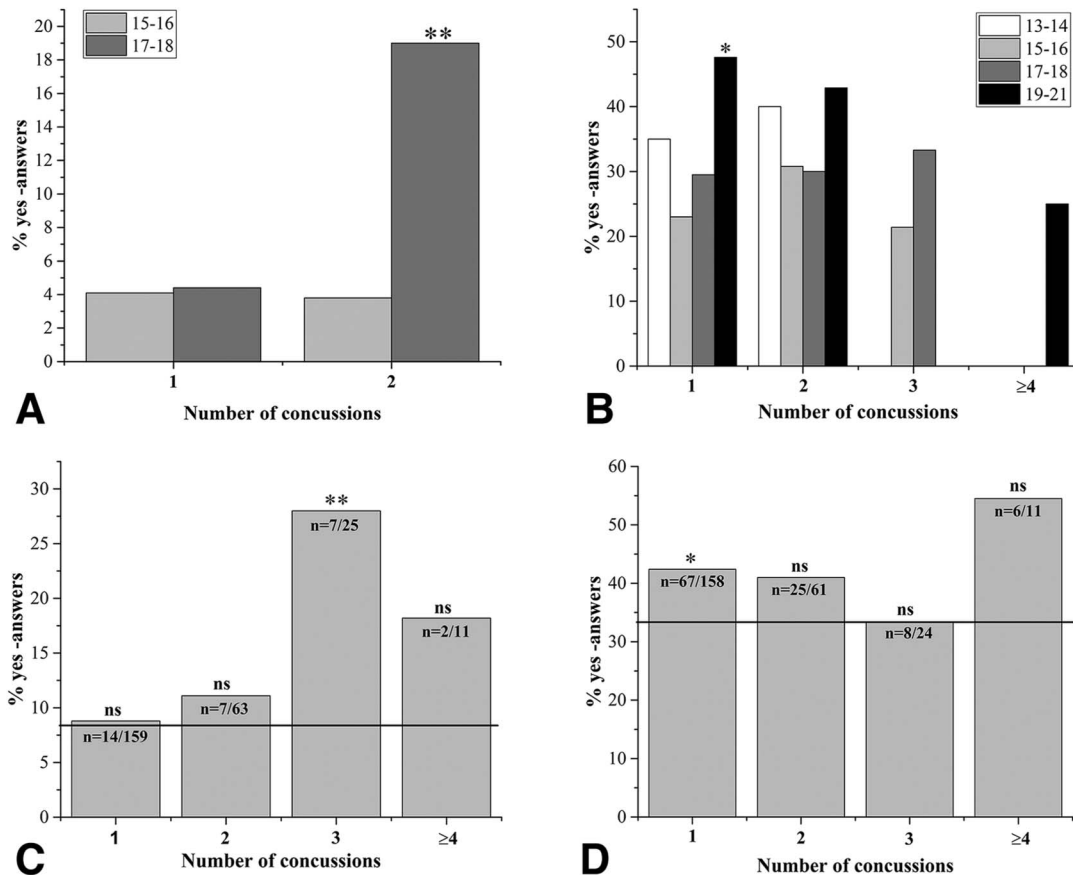 15-16
17-18
% yes -answers
20
18
16
14
12
10
8
6
4
2
0
**
1
2
Number of concussions
A
13-14
15-16
17-18
19-21
% yes -answers
50
40
30
20
10
0
*
1
2
3
≥4
Number of concussions
B
% yes -answers
30
25
20
15
10
5
0
ns
n=14/159
ns
n=7/63
**
n=7/25
ns
n=2/11
1
2
3
≥4
Number of concussions
C
% yes -answers
60
50
40
30
20
10
0
*
n=67/158
ns
n=25/61
ns
n=8/24
ns
n=6/11
1
2
3
≥4
Number of concussions
D